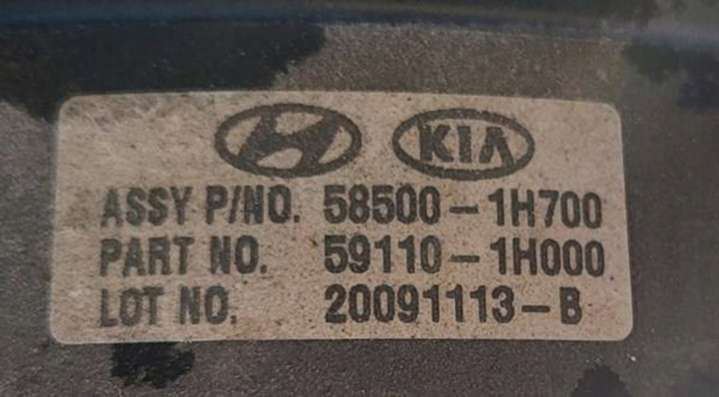 KIA
ASSY P/NO. 58500-1H700
PART NO. 59110-1H000
LOT NO. 20091113-B